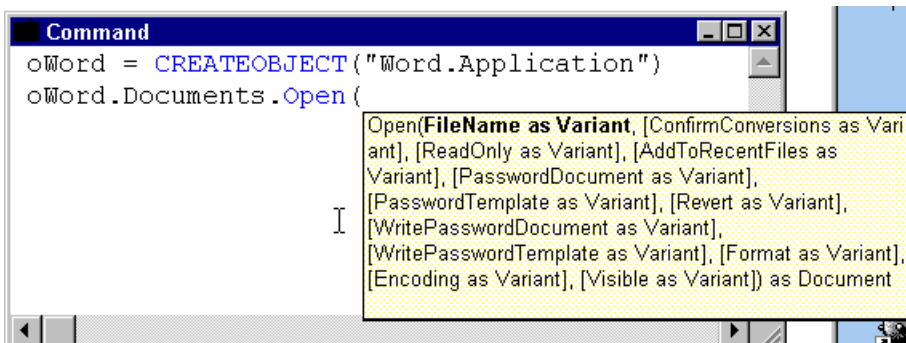 Command
oWord = CREATEOBJECT("Word.Application")
oWord.Documents.Open(
Open(FileName as Variant, [ConfirmConversions as Vari
ant], [ReadOnly as Variant], [AddToRecentFiles as
Variant], [PasswordDocument as Variant],
[PasswordTemplate as Variant], [Revert as Variant],
[WritePasswordDocument as Variant],
[WritePasswordTemplate as Variant], [Format as Variant],
[Encoding as Variant], [Visible as Variant]) as Document